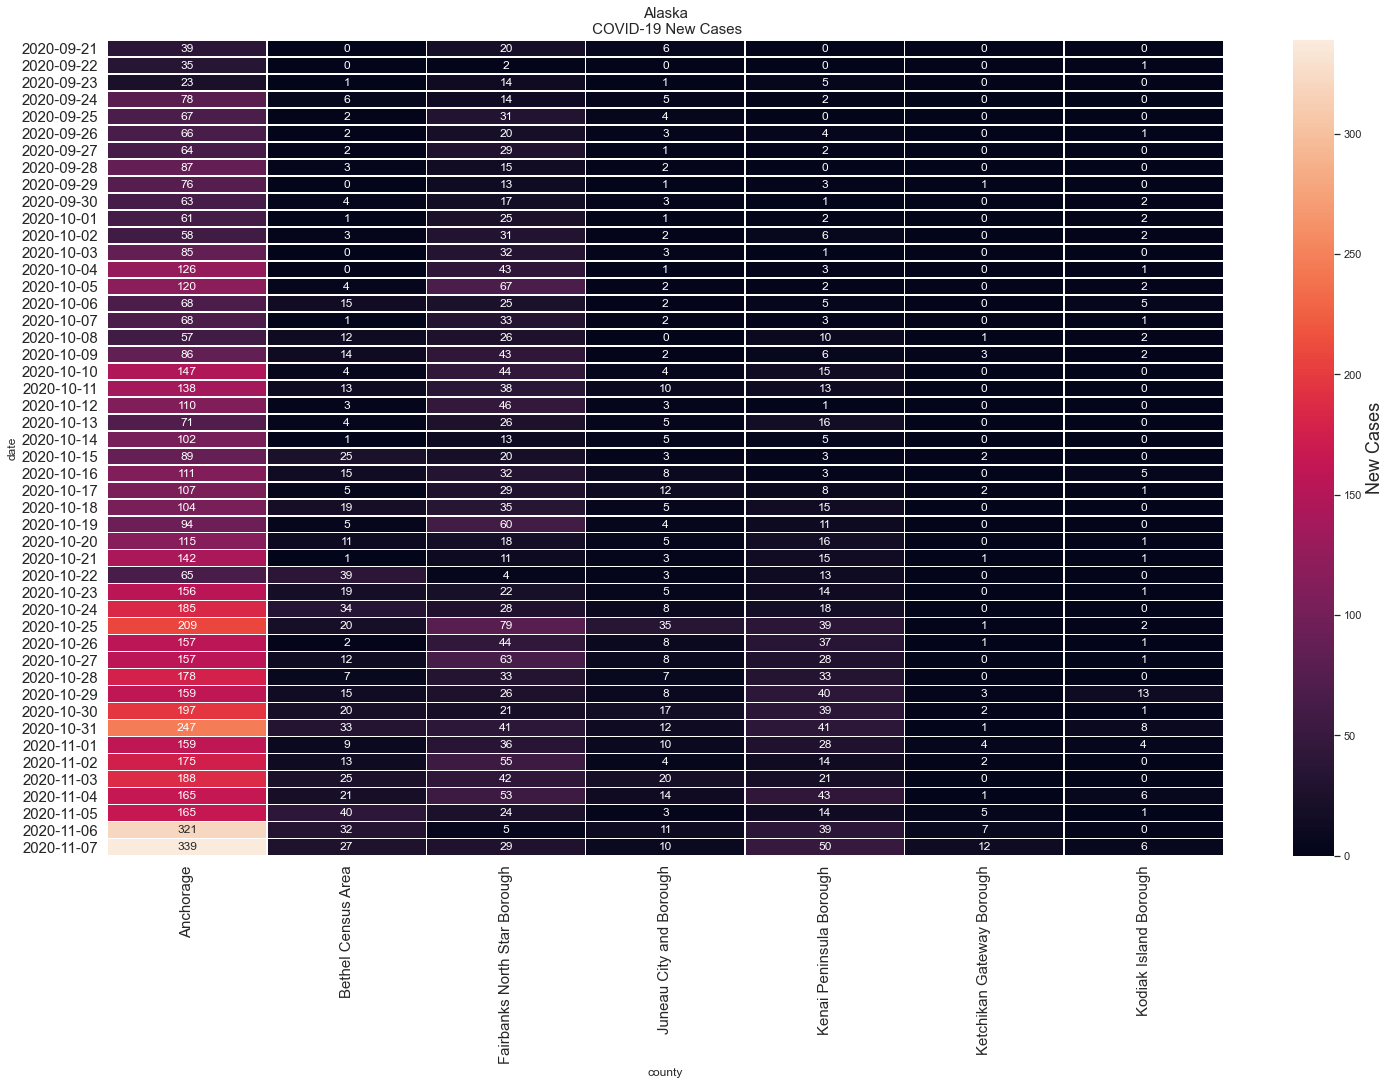 Alaska
COVID-19 New Cases
2020-09-21 39 0 20 6 0 0 0
2020-09-22 35 0 2 0 0 0 1
2020-09-23 23 1 14 1 5 0 0
2020-09-24 78 6 14 5 2 0 0
2020-09-25 67 2 31 4 0 0 0
2020-09-26 66 2 20 3 4 0 1
2020-09-27 64 2 29 1 2 0 0
2020-09-28 87 3 15 2 0 0 0
2020-09-29 76 0 13 1 3 1 0
2020-09-30 63 4 17 3 1 0 2
2020-10-01 61 1 25 1 2 0 2
2020-10-02 58 3 31 2 6 0 2
2020-10-03 85 0 32 3 1 0 0
2020-10-04 126 0 43 1 3 0 1
2020-10-05 120 4 67 2 2 0 2
2020-10-06 68 15 25 2 5 0 5
2020-10-07 68 1 33 2 3 0 1
2020-10-08 57 12 26 0 10 1 2
2020-10-09 86 14 43 2 6 3 2
2020-10-10 147 4 44 4 15 0 0
2020-10-11 138 13 38 10 13 0 0
2020-10-12 110 3 46 3 1 0 0
2020-10-13 71 4 26 5 16 0 0
2020-10-14 102 1 13 5 5 0 0
2020-10-15 89 25 20 3 3 2 0
2020-10-16 111 15 32 8 3 0 5
2020-10-17 107 5 29 12 8 2 1
2020-10-18 104 19 35 5 15 0 0
2020-10-19 94 5 60 4 11 0 0
2020-10-20 115 11 18 5 16 0 1
2020-10-21 142 1 11 3 15 1 1
2020-10-22 65 39 4 3 13 0 0
2020-10-23 156 19 22 5 14 0 1
2020-10-24 185 34 28 8 18 0 0
2020-10-25 209 20 79 35 39 1 2
2020-10-26 157 2 44 8 37 1 1
2020-10-27 157 12 63 8 28 0 1
2020-10-28 178 7 33 7 33 0 0
2020-10-29 159 15 26 8 40 3 13
2020-10-30 197 20 21 17 39 2 1
2020-10-31 247 33 41 12 41 1 8
2020-11-01 159 9 36 10 28 4 4
2020-11-02 175 13 55 4 14 2 0
2020-11-03 188 25 42 20 21 0 0
2020-11-04 165 21 53 14 43 1 6
2020-11-05 165 40 24 3 14 5 1
2020-11-06 321 32 5 11 39 7 0
2020-11-07 339 27 29 10 50 12 6
date
Anchorage
Bethel Census Area
Fairbanks North Star Borough
Juneau City and Borough
Kenai Peninsula Borough
Ketchikan Gateway Borough
Kodiak Island Borough
county
300
250
200
150
100
50
0
New Cases